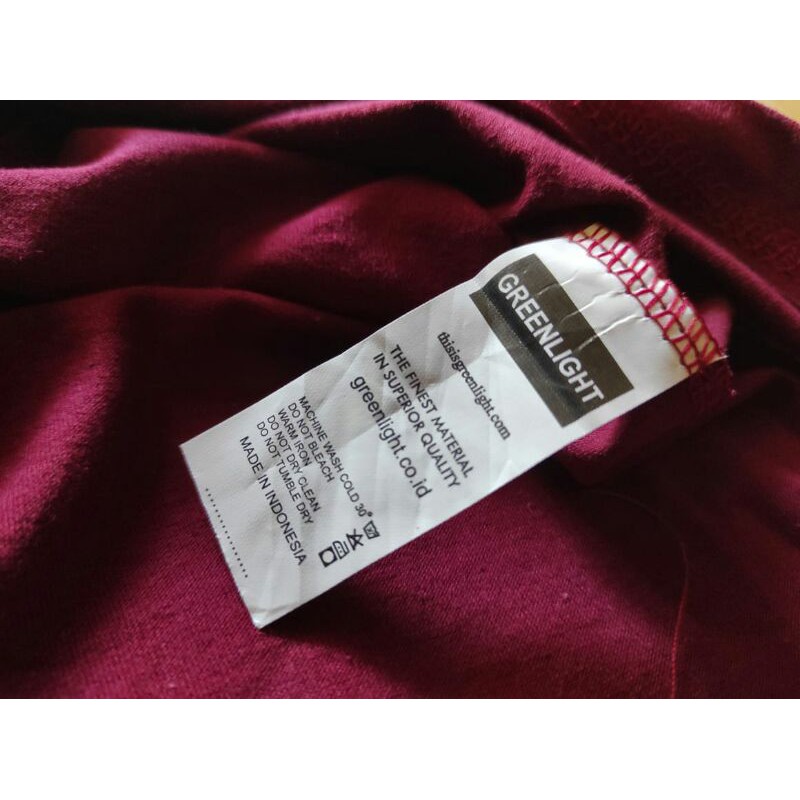 GREENLIGHT
thisisgreenlight.com
THE FINEST MATERIAL
IN SUPERIOR QUALITY
greenlight.co.id
MACHINE WASH COLD 30°
DO NOT BLEACH
WARM IRON
DO NOT DRY CLEAN
DO NOT TUMBLE DRY
MADE IN INDONESIA